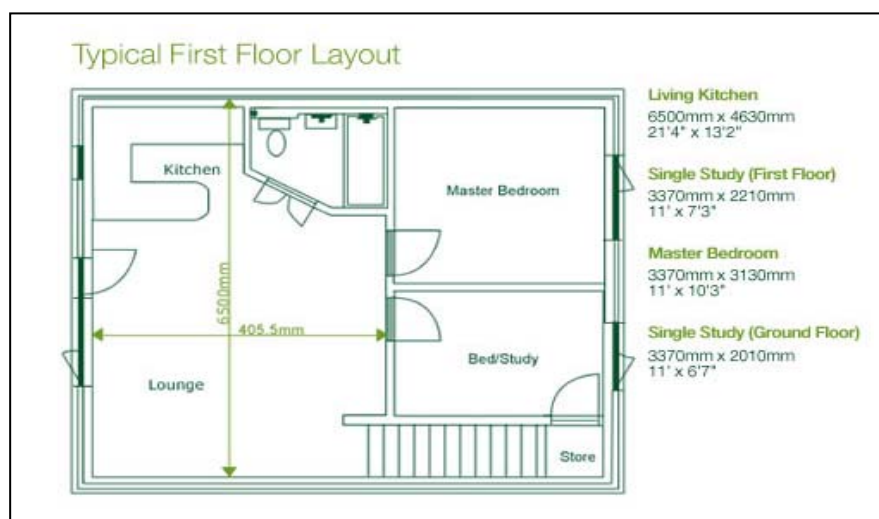 Typical First Floor Layout
Kitchen
Master Bedroom
6500mm
405.5mm
Bed/Study
Lounge
Store
Living Kitchen
6500mm x 4630mm
21'4" x 13'2"
Single Study (First Floor)
3370mm x 2210mm
11' x 7'3"
Master Bedroom
3370mm x 3130mm
11' x 10'3"
Single Study (Ground Floor)
3370mm x 2010mm
11' x 6'7"